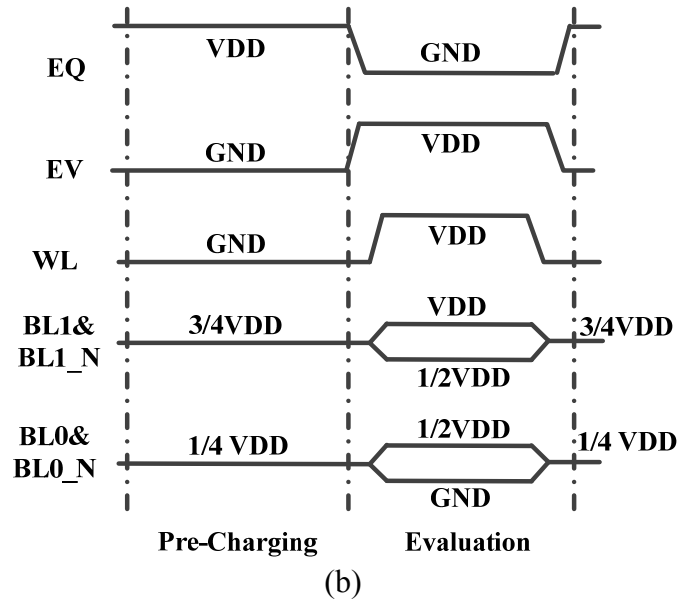 EQ
VDD
GND
EV
GND
VDD
WL
GND
VDD
BL1&
BL1_N
3/4VDD
VDD
1/2VDD
3/4VDD
BL0&
BL0_N
1/4 VDD
1/2VDD
GND
1/4 VDD
Pre-Charging
Evaluation
(b)